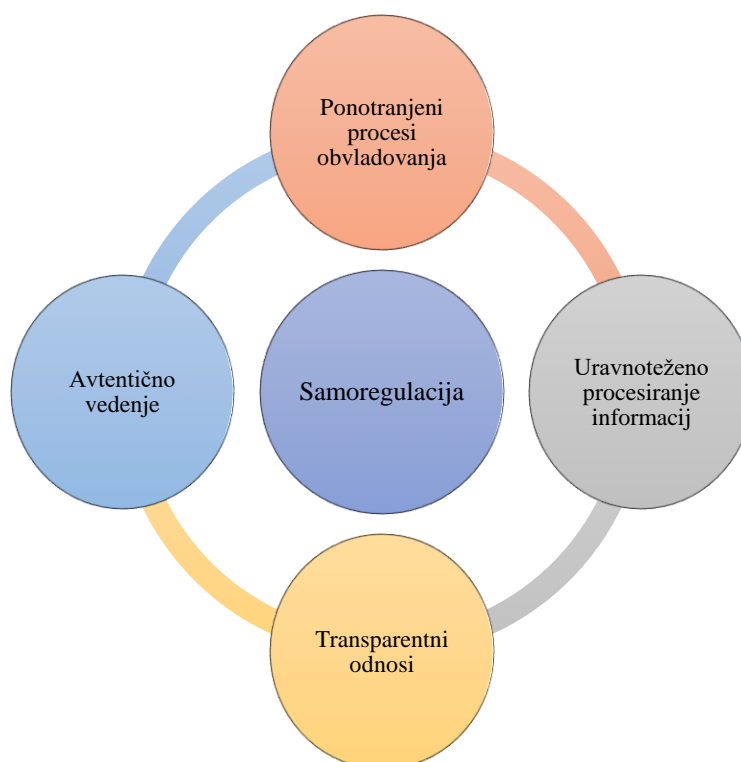 Ponotranjeni
procesi
obvladovanja
Avtentično
vedenje
Samoregulacija
Uravnoteženo
procesiranje
informacij
Transparentni
odnosi